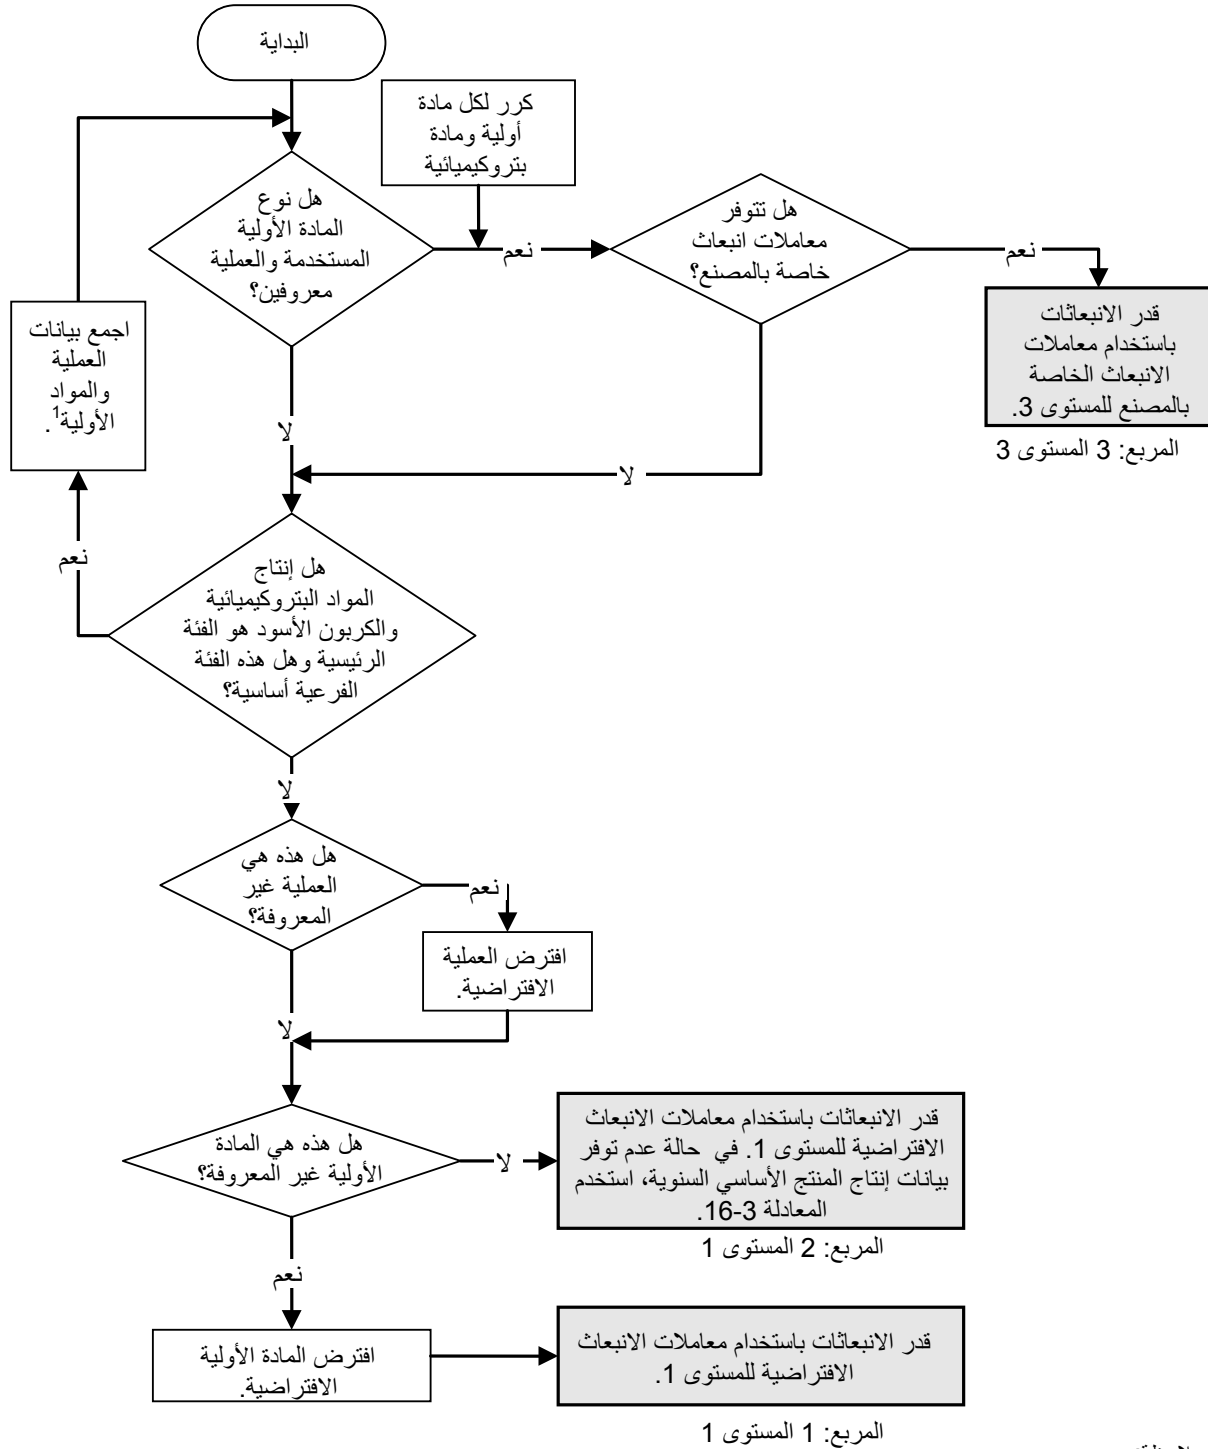 البداية
كرر لكل مادة
أولية ومادة
بتروكيميائية
هل نوع
المادة الأولية
المستخدمة والعملية
معروفين؟
نعم
هل تتوفر
معاملات انبعاث
خاصة بالمصنع؟
نعم
قدر الانبعاثات
باستخدام معاملات
الانبعاث الخاصة
بالمصنع للمستوى 3.
المربع: 3 المستوى 3
اجمع بيانات
العملية
والمواد
الأولية1.
لا
لا
نعم
هل إنتاج
المواد البتروكيميائية
والكربون الأسود هو الفئة
الرئيسية وهل هذه الفئة
الفرعية أساسية؟
لا
هل هذه هي
العملية غير
المعروفة؟
نعم
افترض العملية
الافتراضية.
لا
هل هذه هي المادة
الأولية غير المعروفة؟
لا
قدر الانبعاثات باستخدام معاملات الانبعاث
الافتراضية للمستوى 1. في حالة عدم توفر
بيانات إنتاج المنتج الأساسي السنوية، استخدم
المعادلة 3-16.
المربع: 2 المستوى 1
نعم
افترض المادة الأولية
الافتراضية.
قدر الانبعاثات باستخدام معاملات الانبعاث
الافتراضية للمستوى 1.
المربع: 1 المستوى 1